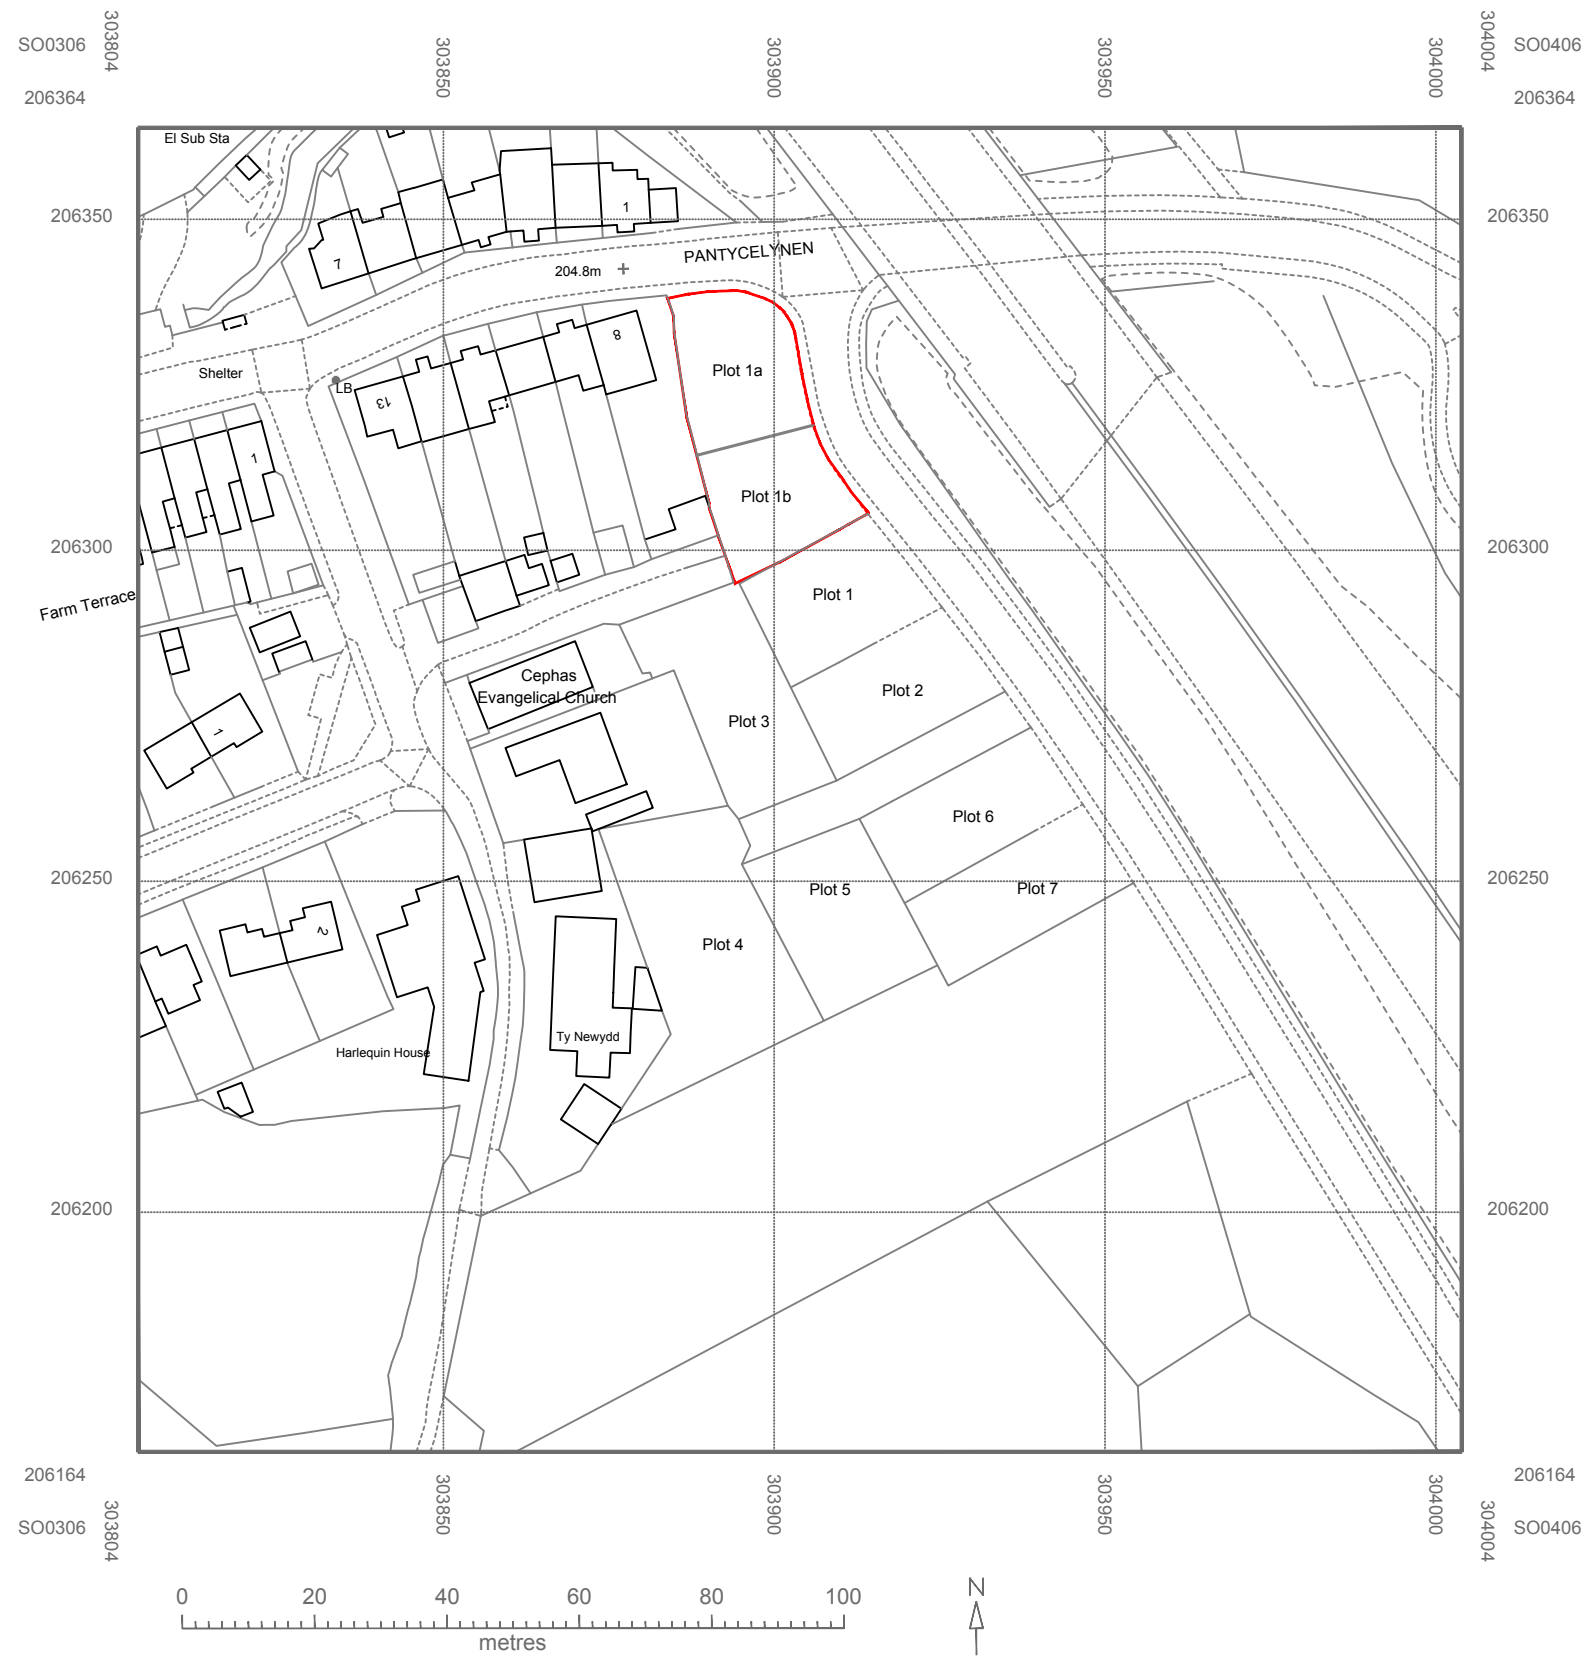 SO0306
303804
303850
303900
303950
304000
304004
SO0406
206364
206364
El Sub Sta
1
206350
206350
PANTYCELYNEN
7
204.8m
8
Plot 1a
Shelter
LB
13
1
Plot 1b
206300
206300
Farm Terrace
Plot 1
Cephas
Evangelical Church
Plot 2
Plot 3
1
Plot 6
206250
206250
Plot 5
Plot 7
2
Plot 4
Ty Newydd
Harlequin House
206200
206200
206164
206164
SO0306
303804
303850
303900
303950
304000
304004
SO0406
0 20 40 60 80 100
metres
N